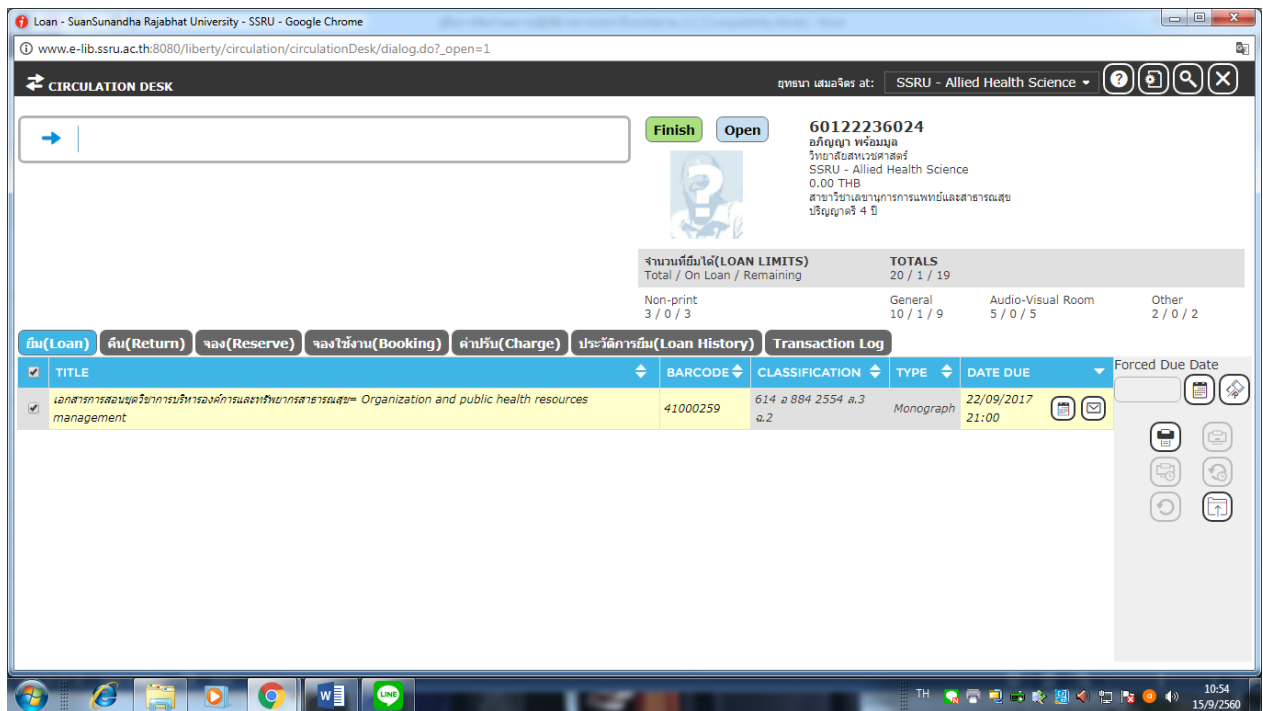 Loan - SuanSunandha Rajabhat University - SSRU - Google Chrome
www.e-lib.ssru.ac.th:8080/liberty/circulation/circulationDesk/dialog.do?_open=1
CIRCULATION DESK
ยุทธนา เสมอจิตร at: SSRU - Allied Health Science
Finish Open
60122236024
อภิญญา พร้อมมูล
วิทยาลัยสหเวชศาสตร์
SSRU - Allied Health Science
0.00 THB
สาขาวิชาเลขานุการการแพทย์และสาธารณสุข
ปริญญาตรี 4 ปี
จำนวนที่ยืมได้(LOAN LIMITS) TOTALS
Total / On Loan / Remaining 20 / 1 / 19
Non-print General Audio-Visual Room Other
3 / 0 / 3 10 / 1 / 9 5 / 0 / 5 2 / 0 / 2
ยืม(Loan) คืน(Return) จอง(Reserve) จองใช้งาน(Booking) ค่าปรับ(Charge) ประวัติการยืม(Loan History) Transaction Log
TITLE BARCODE CLASSIFICATION TYPE DATE DUE Forced Due Date
เอกสารการสอนชุดวิชาการบริหารองค์การและทรัพยากรสาธารณสุข= Organization and public health resources management 41000259 614 อ 884 2554 ล.3 ฉ.2 Monograph 22/09/2017 21:00
LINE
TH 10:54
15/9/2560